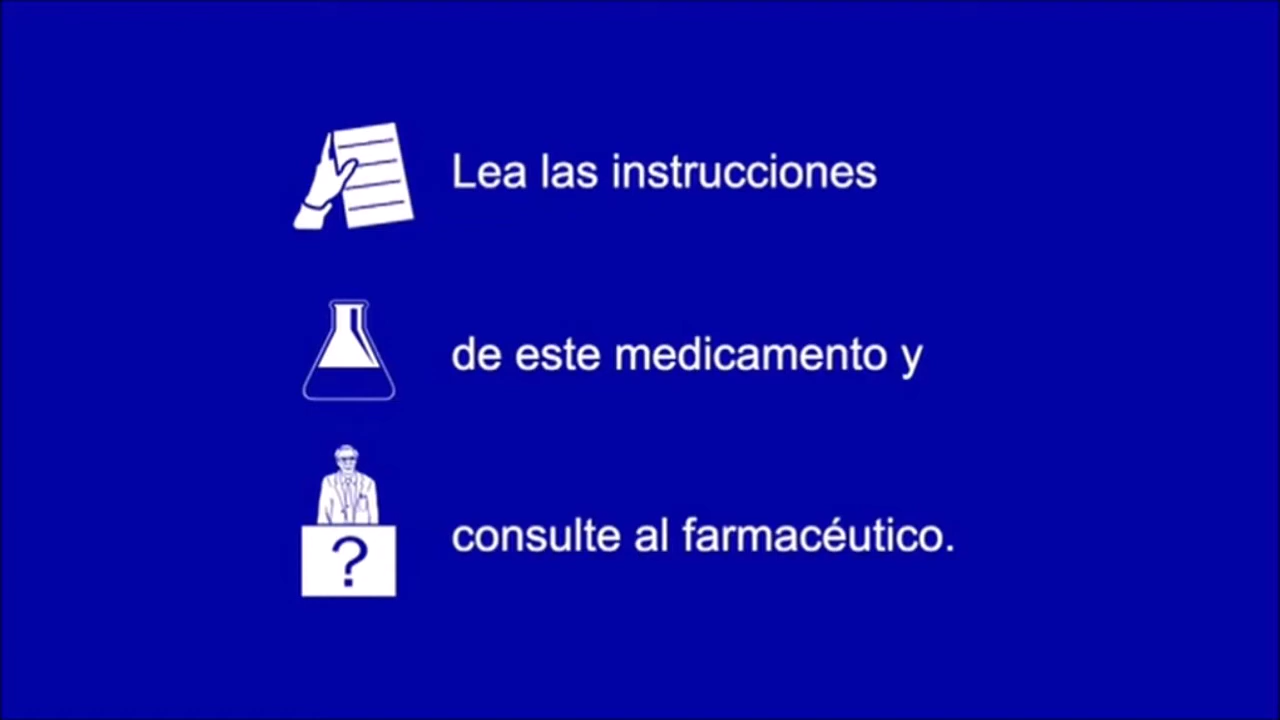 Lea las instrucciones
de este medicamento y
consulte al farmacéutico.
?